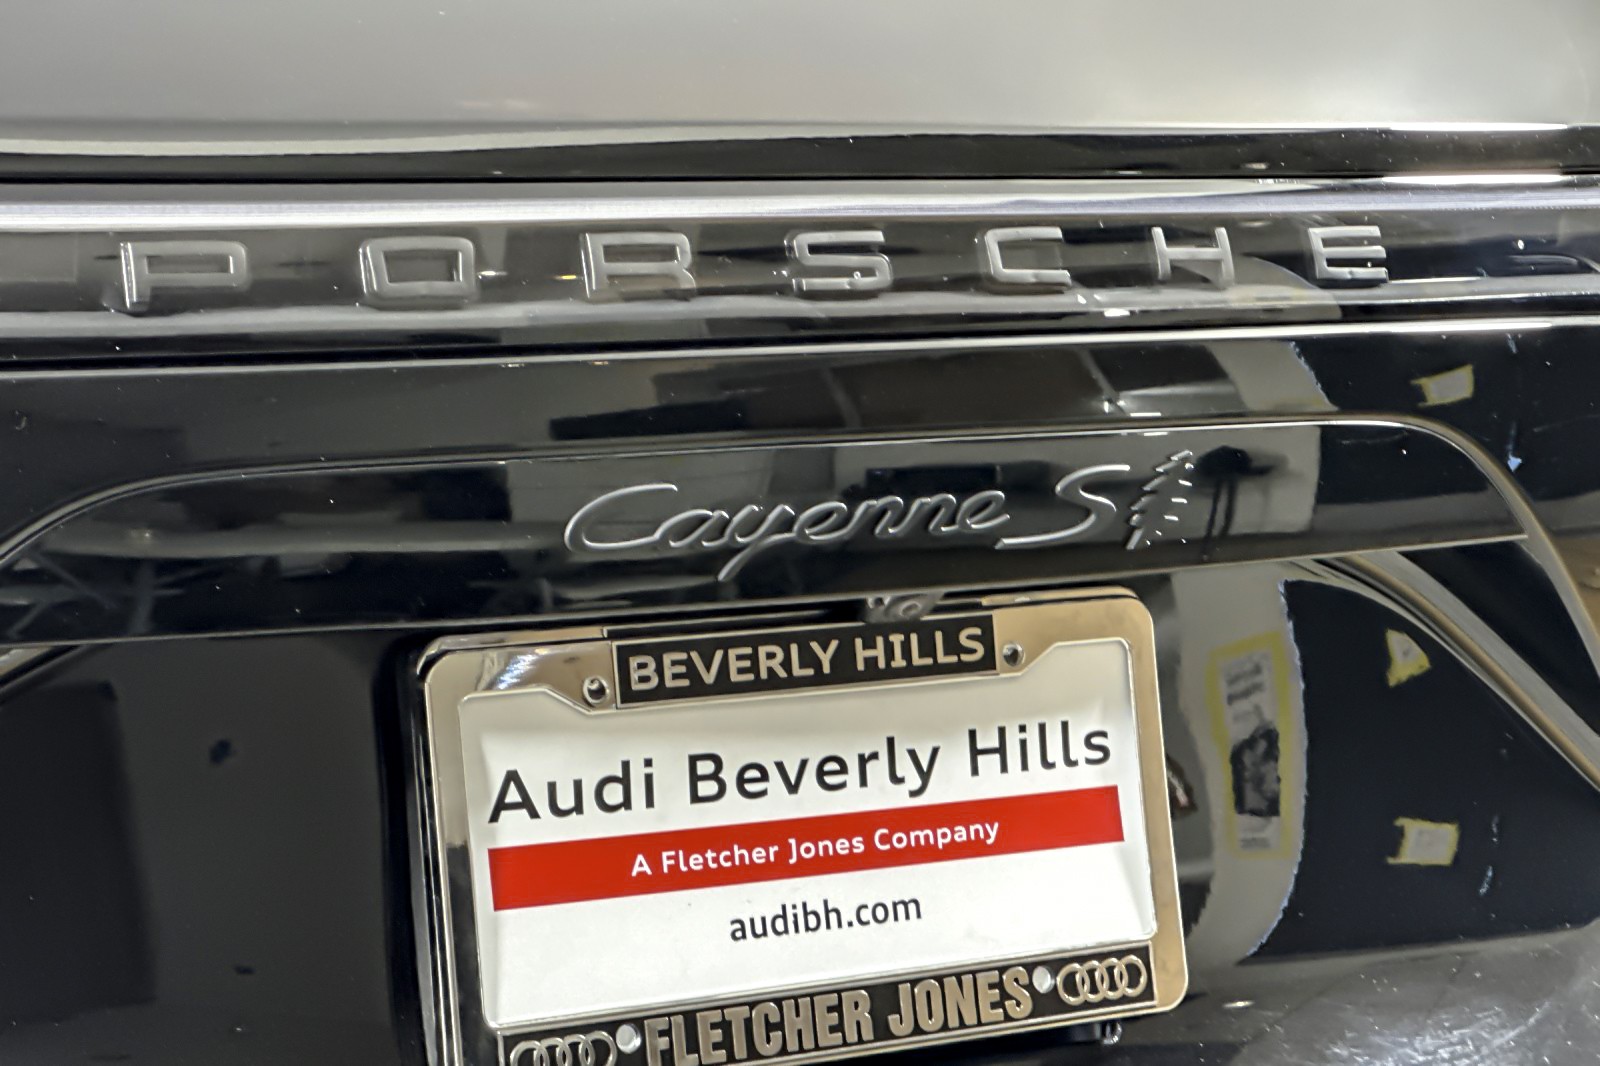 PORSCHE
Cayenne S
BEVERLY HILLS
Audi Beverly Hills
A Fletcher Jones Company
audibh.com
FLETCHER JONES